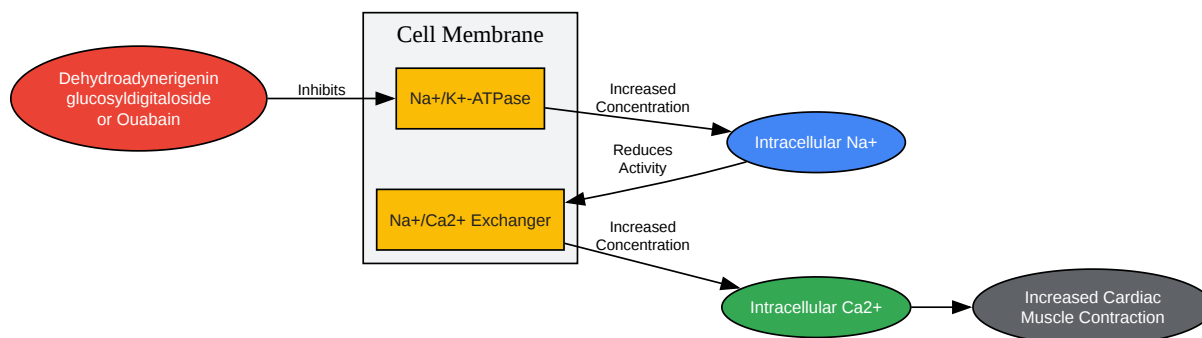 Cell Membrane
Dehydroadynerigenin
glucosyldigitaloside
or Ouabain
Inhibits
Na+/K+-ATPase
Increased
Concentration
Intracellular Na+
Reduces
Activity
Na+/Ca2+ Exchanger
Increased
Concentration
Intracellular Ca2+
Increased Cardiac
Muscle Contraction